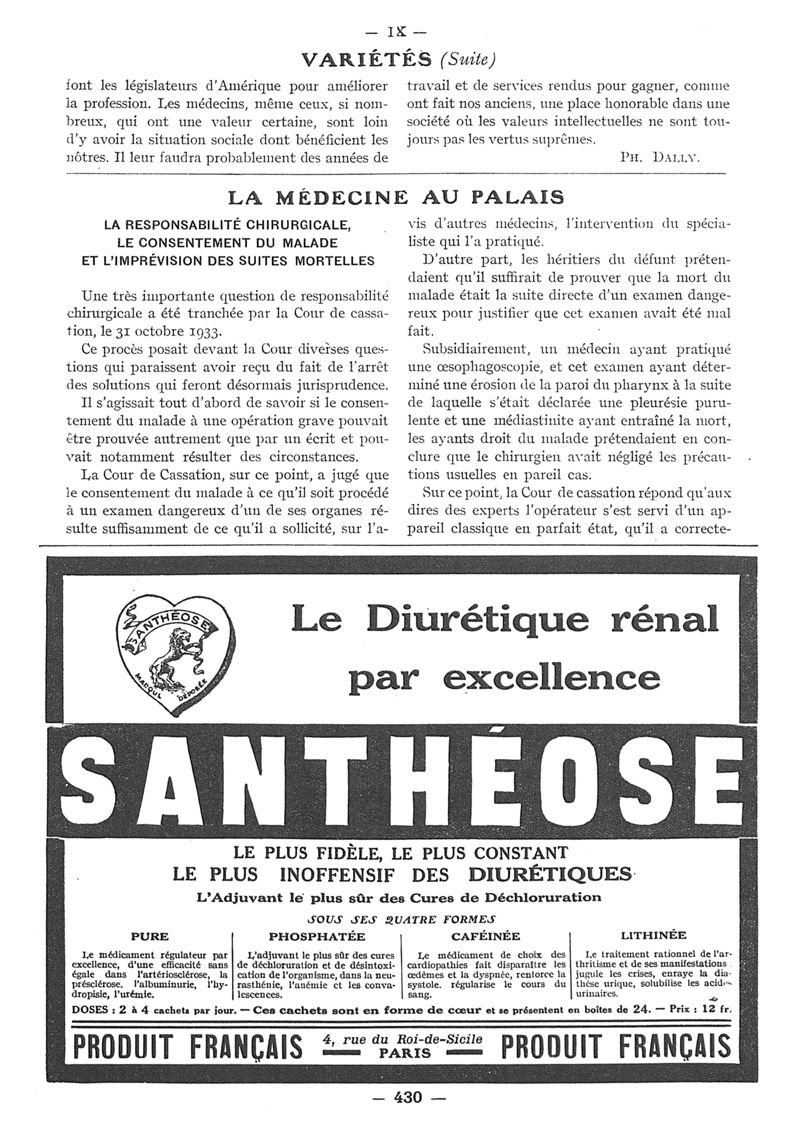 — IX —
VARIÉTÉS (Suite)
font les législateurs d'Amérique pour améliorer
la profession. Les médecins, même ceux, si nom-
breux, qui ont une valeur certaine, sont loin
d'y avoir la situation sociale dont bénéficient les
nôtres. Il leur faudra probablement des années de
travail et de services rendus pour gagner, comme
ont fait nos anciens, une place honorable dans une
société où les valeurs intellectuelles ne sont tou-
jours pas les vertus suprêmes.
PH. DALLY.
LA MÉDECINE AU PALAIS
LA RESPONSABILITÉ CHIRURGICALE,
LE CONSENTEMENT DU MALADE
ET L'IMPRÉVISION DES SUITES MORTELLES
Une très importante question de responsabilité
chirurgicale a été tranchée par la Cour de cassa-
tion, le 31 octobre 1933.
Ce procès posait devant la Cour diverses ques-
tions qui paraissent avoir reçu du fait de l'arrêt
des solutions qui feront désormais jurisprudence.
Il s'agissait tout d'abord de savoir si le consen-
tement du malade à une opération grave pouvait
être prouvée autrement que par un écrit et pou-
vait notamment résulter des circonstances.
La Cour de Cassation, sur ce point, a jugé que
le consentement du malade à ce qu'il soit procédé
à un examen dangereux d'un de ses organes ré-
sulte suffisamment de ce qu'il a sollicité, sur l'a-
vis d'autres médecins, l'intervention du spécia-
liste qui l'a pratiqué.
D'autre part, les héritiers du défunt préten-
daient qu'il suffirait de prouver que la mort du
malade était la suite directe d'un examen dange-
reux pour justifier que cet examen avait été mal
fait.
Subsidiairement, un médecin ayant pratiqué
une œsophagoscopie, et cet examen ayant déter-
miné une érosion de la paroi du pharynx à la suite
de laquelle s'était déclarée une pleurésie puru-
lente et une médiastinite ayant entraîné la mort,
les ayants droit du malade prétendaient en con-
clure que le chirurgien avait négligé les précau-
tions usuelles en pareil cas.
Sur ce point, la Cour de cassation répond qu'aux
dires des experts l'opérateur s'est servi d'un ap-
pareil classique en parfait état, qu'il a correcte-
SANTHÉOSE
MARQUE DÉPOSÉE
Le Diurétique rénal
par excellence
SANTHÉOSE
LE PLUS FIDÈLE, LE PLUS CONSTANT
LE PLUS INOFFENSIF DES DIURÉTIQUES
L'Adjuvant le plus sûr des Cures de Déchloruration
SOUS SES QUATRE FORMES
PURE
Le médicament régulateur par
excellence, d'une efficacité sans
égale dans l'artériosclérose, la
présclérose, l'albuminurie, l'hy-
dropisie, l'urémie.
PHOSPHATÉE
L'adjuvant le plus sûr des cures
de déchloruration et de désintoxi-
cation de l'organisme, dans la neu-
rasthénie, l'anémie et les conva-
lescences.
CAFÉINÉE
Le médicament de choix des
cardiopathies fait disparaître les
œdèmes et la dyspnée, renforce la
systole. régularise le cours du
sang.
LITHINÉE
Le traitement rationnel de l'ar-
thritisme et de ses manifestations
jugule les crises, enraye la dia-
thèse urique, solubilise les acides
urinaires.
DOSES : 2 à 4 cachets par jour. — Ces cachets sont en forme de cœur et se présentent en boîtes de 24. — Prix : 12 fr.
PRODUIT FRANÇAIS
4, rue du Roi-de-Sicile
PARIS
PRODUIT FRANÇAIS
— 430 —